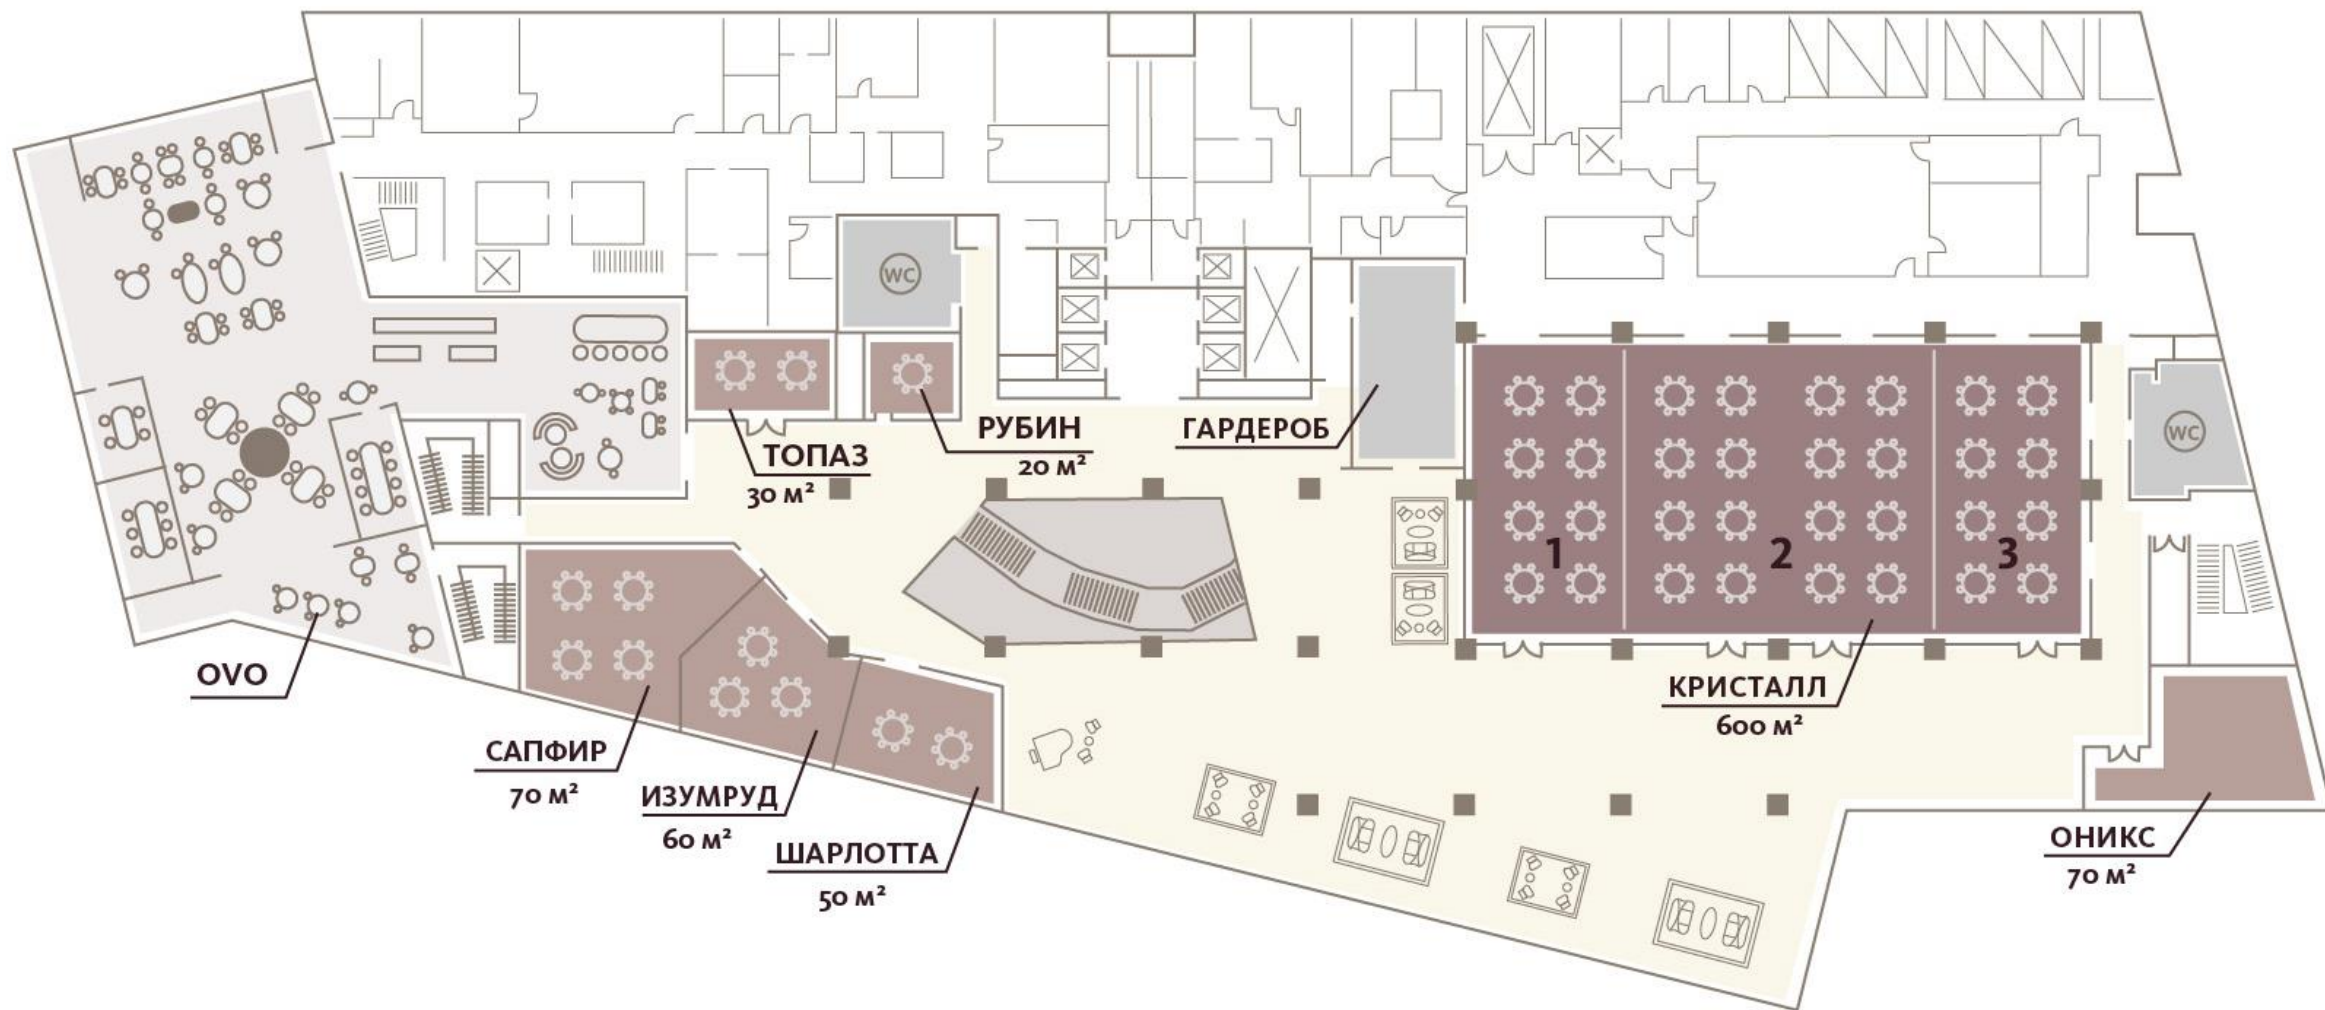 WC
РУБИН
20 м²
ГАРДЕРОБ
ТОПАЗ
30 м²
WC
1
2
3
OVO
КРИСТАЛЛ
600 м²
САПФИР
70 м²
ИЗУМРУД
60 м²
ШАРЛОТТА
50 м²
ОНИКС
70 м²